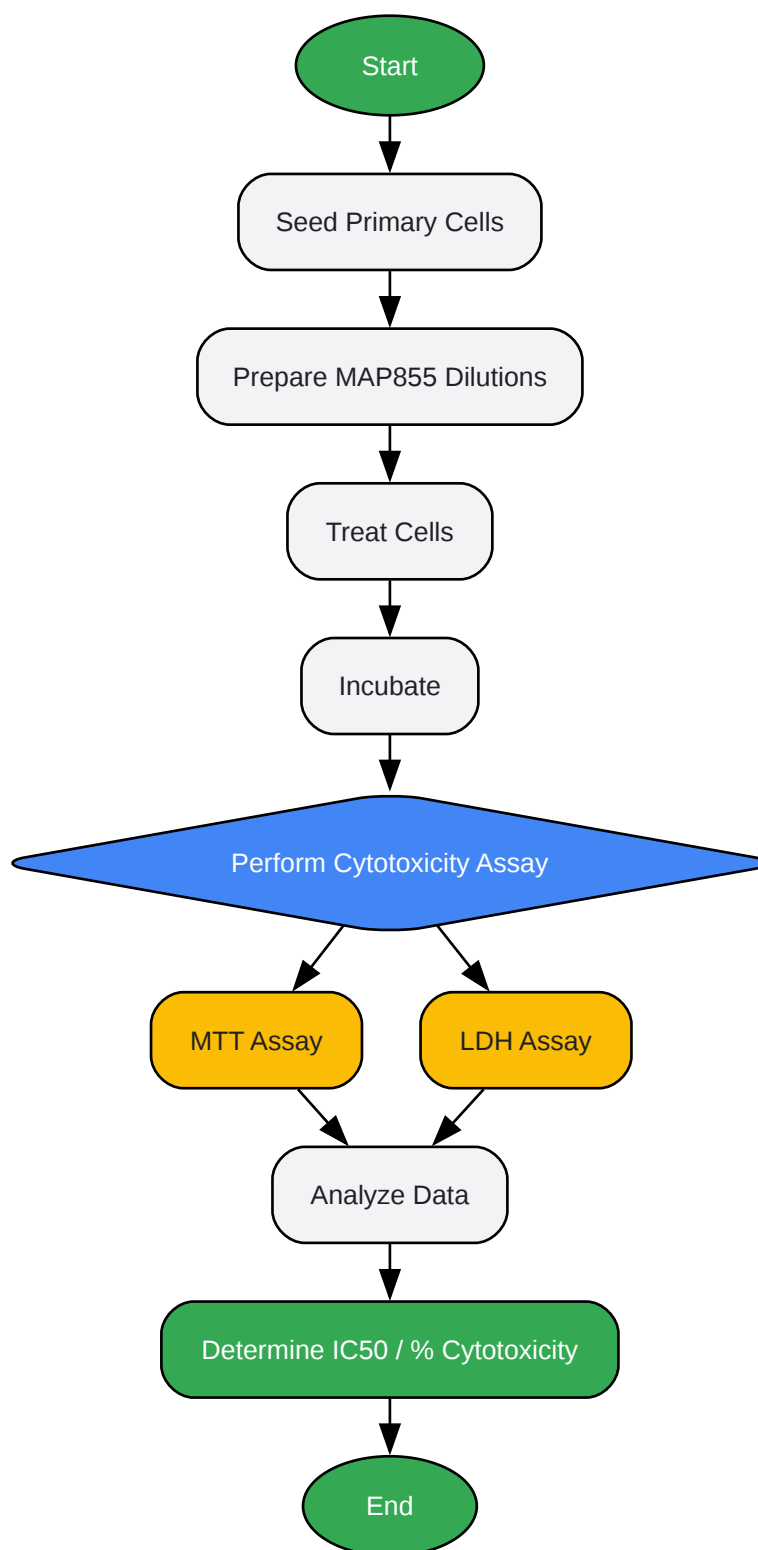 Start
Seed Primary Cells
Prepare MAP855 Dilutions
Treat Cells
Incubate
Perform Cytotoxicity Assay
MTT Assay
LDH Assay
Analyze Data
Determine IC50 / % Cytotoxicity
End